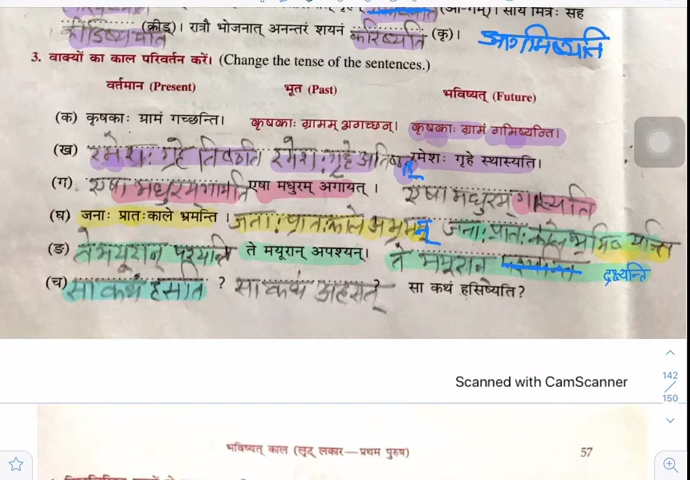 (क्रीड्)। रात्रौ भोजनात् अनन्तरं शयनं करिष्यति (कृ)। आगमिष्यति
3. वाक्यों का काल परिवर्तन करें। (Change the tense of the sentences.)
वर्तमान (Present) भूत (Past) भविष्यत् (Future)
(क) कृषकाः ग्रामं गच्छन्ति। कृषकाः ग्रामम् अगच्छन्। कृषकाः ग्रामं गमिष्यन्ति।
(ख) रमेशः गृहे तिष्ठति रमेशः गृहे अतिष्ठत् रमेशः गृहे स्थास्यति।
(ग) एषा मधुरम् गायति एषा मधुरम् अगायत्। एषा मधुरम् गास्यति
(घ) जनाः प्रातःकाले भ्रमन्ति। जनाः प्रातःकाले अभ्रमन् जनाः प्रातःकाले भ्रमिष्यन्ति
(ङ) ते मयूरान् पश्यन्ति ते मयूरान् अपश्यन्। ते मयूरान द्रक्ष्यन्ति
(च) सा कथं हसति ? सा कथं अहसत् सा कथं हसिष्यति?
Scanned with CamScanner
142
150
भविष्यत् काल (लृट् लकार—प्रथम पुरुष) 57